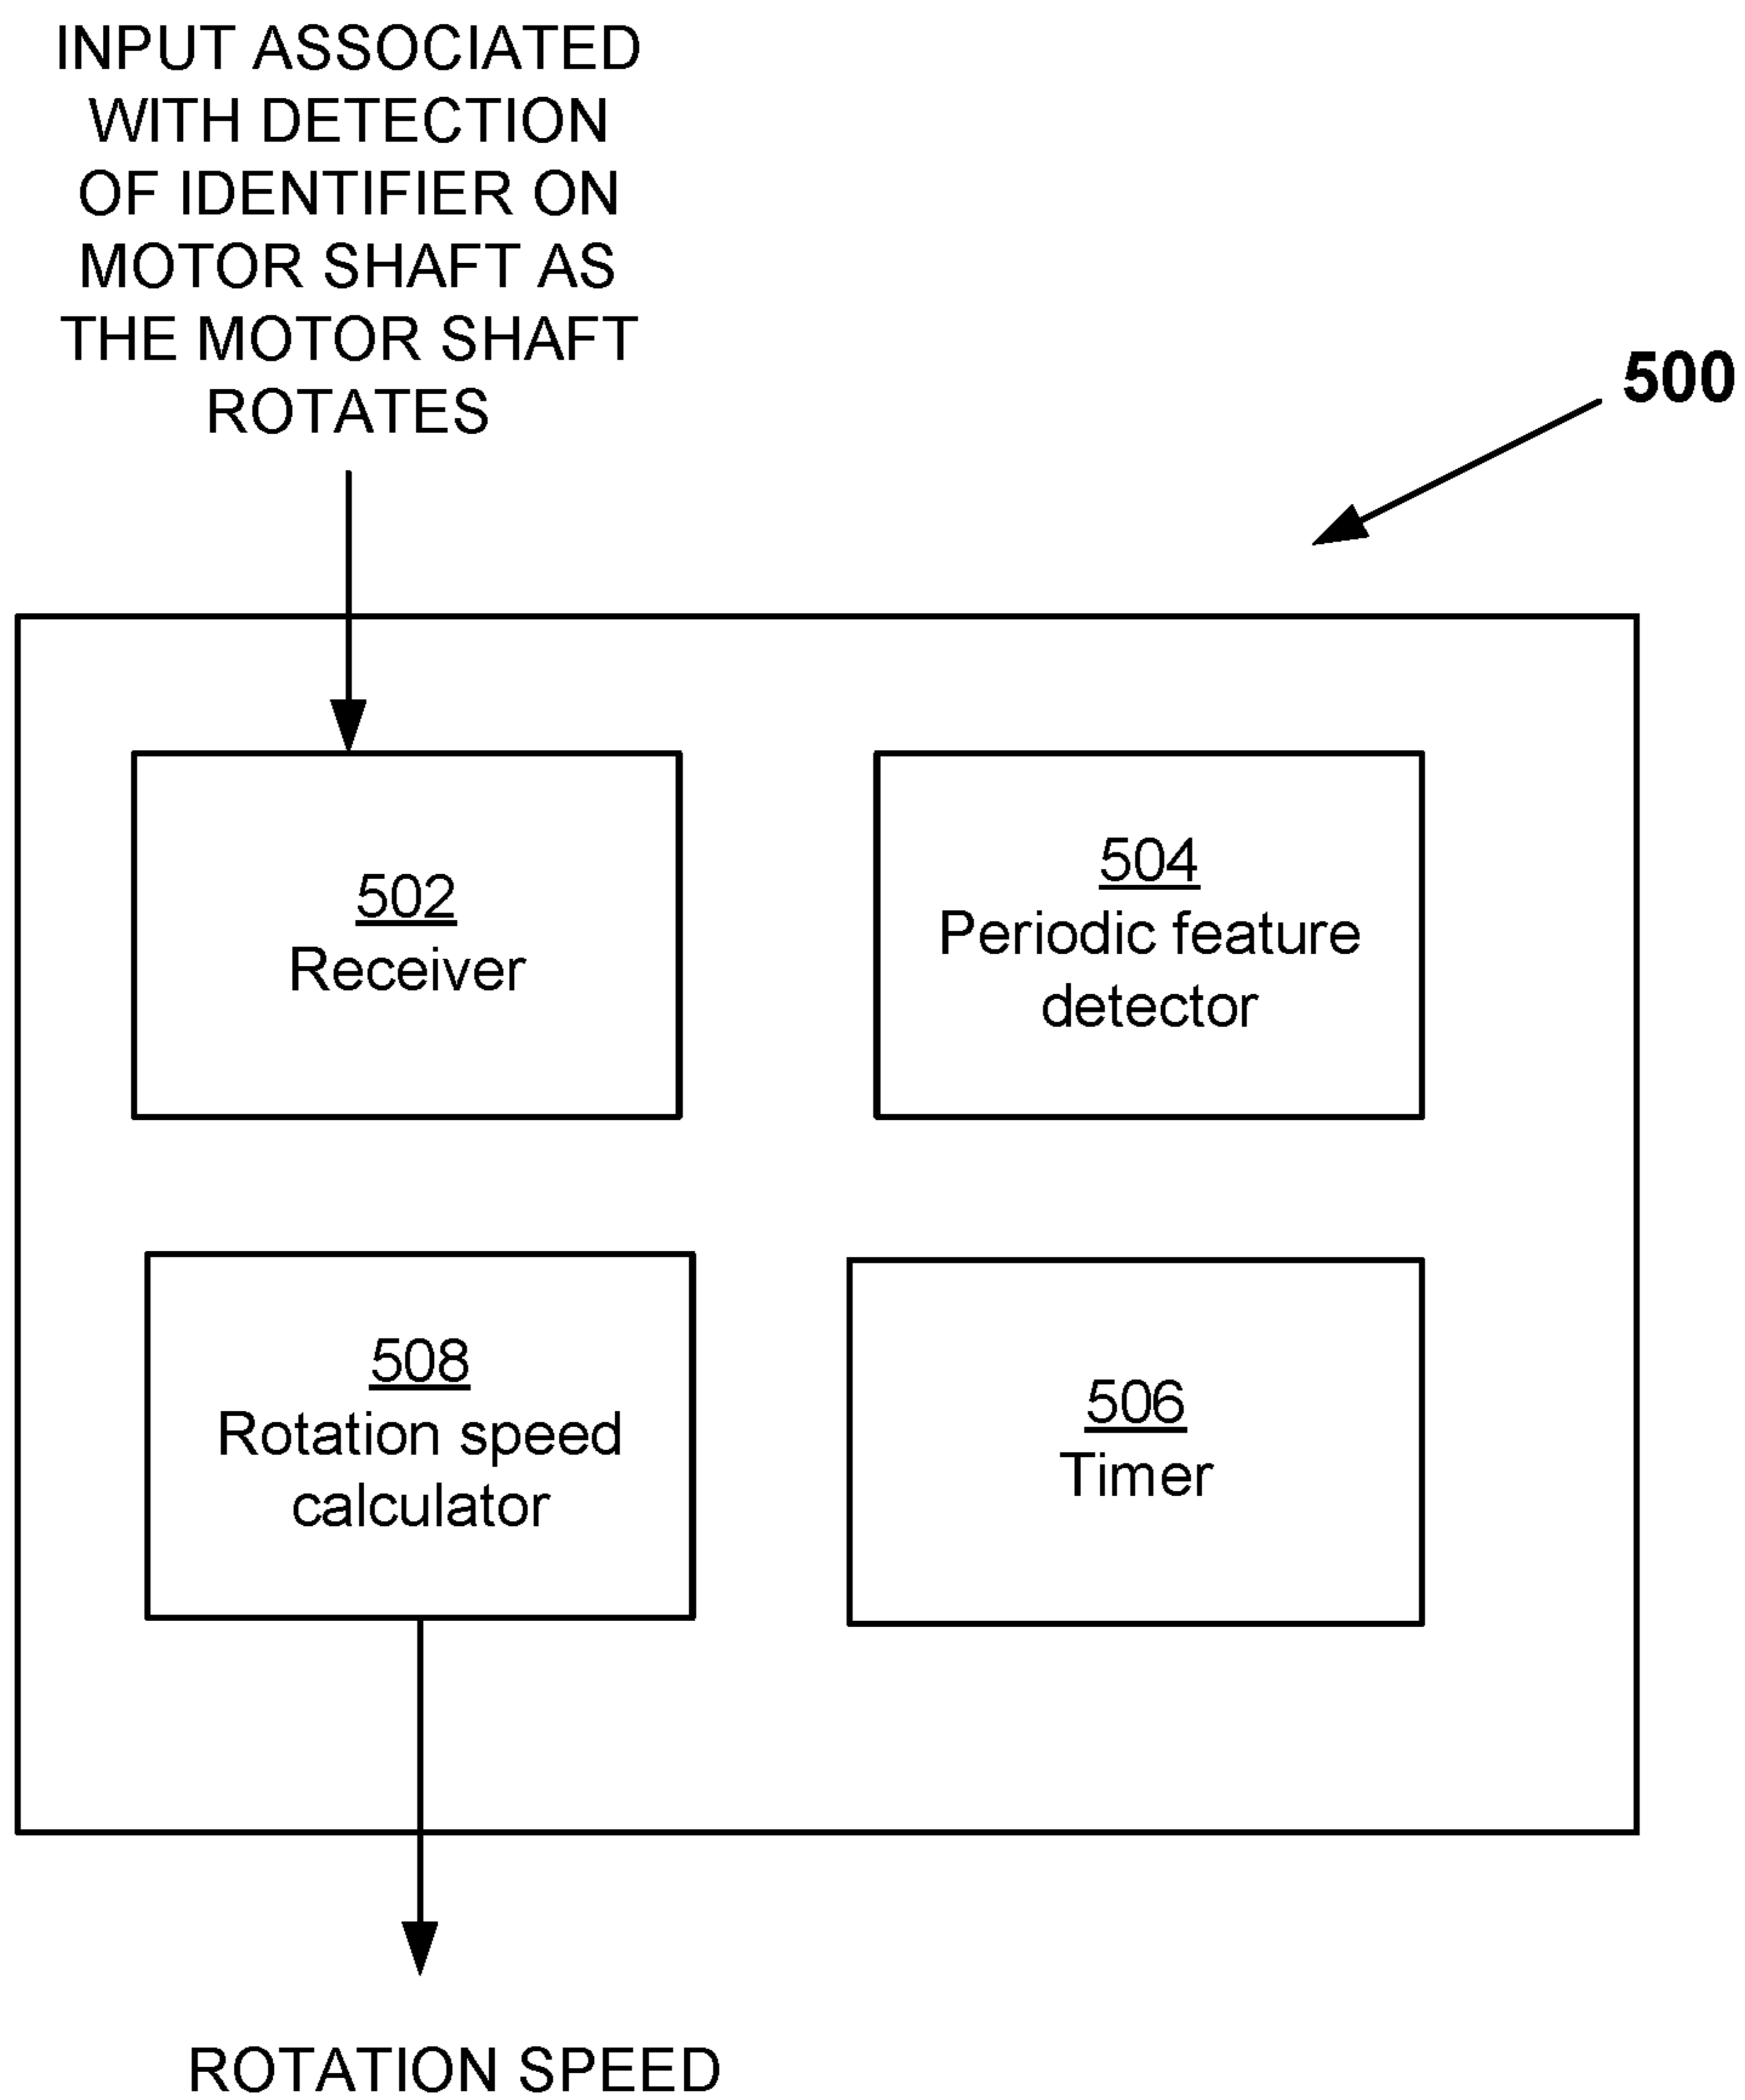 INPUT ASSOCIATED
WITH DETECTION
OF IDENTIFIER ON
MOTOR SHAFT AS
THE MOTOR SHAFT
ROTATES
500
502
Receiver
504
Periodic feature
detector
508
Rotation speed
calculator
506
Timer
ROTATION SPEED